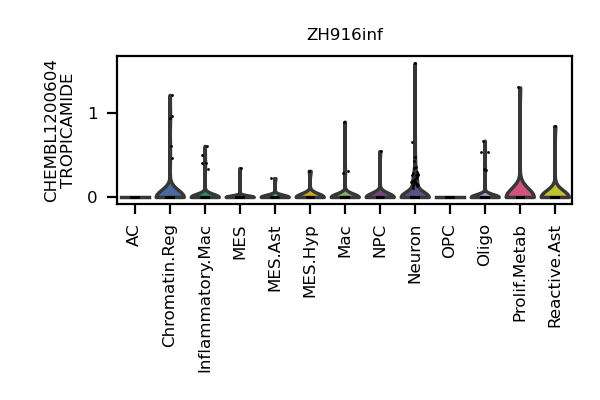 ZH916inf
CHEMBL1200604
TROPICAMIDE
1
0
AC
Chromatin.Reg
Inflammatory.Mac
MES
MES.Ast
MES.Hyp
Mac
NPC
Neuron
OPC
Oligo
Prolif.Metab
Reactive.Ast